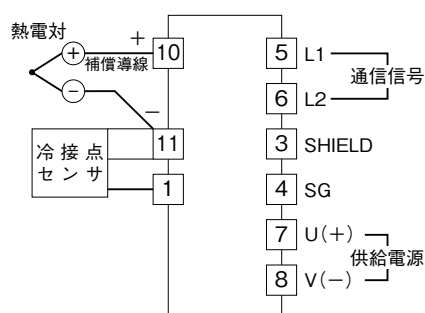 熱電対
+
+
補償導線
−
−
10
11
冷接点
センサ
1
5 L1
通信信号
6 L2
3 SHIELD
4 SG
7 U(+)
供給電源
8 V(−)